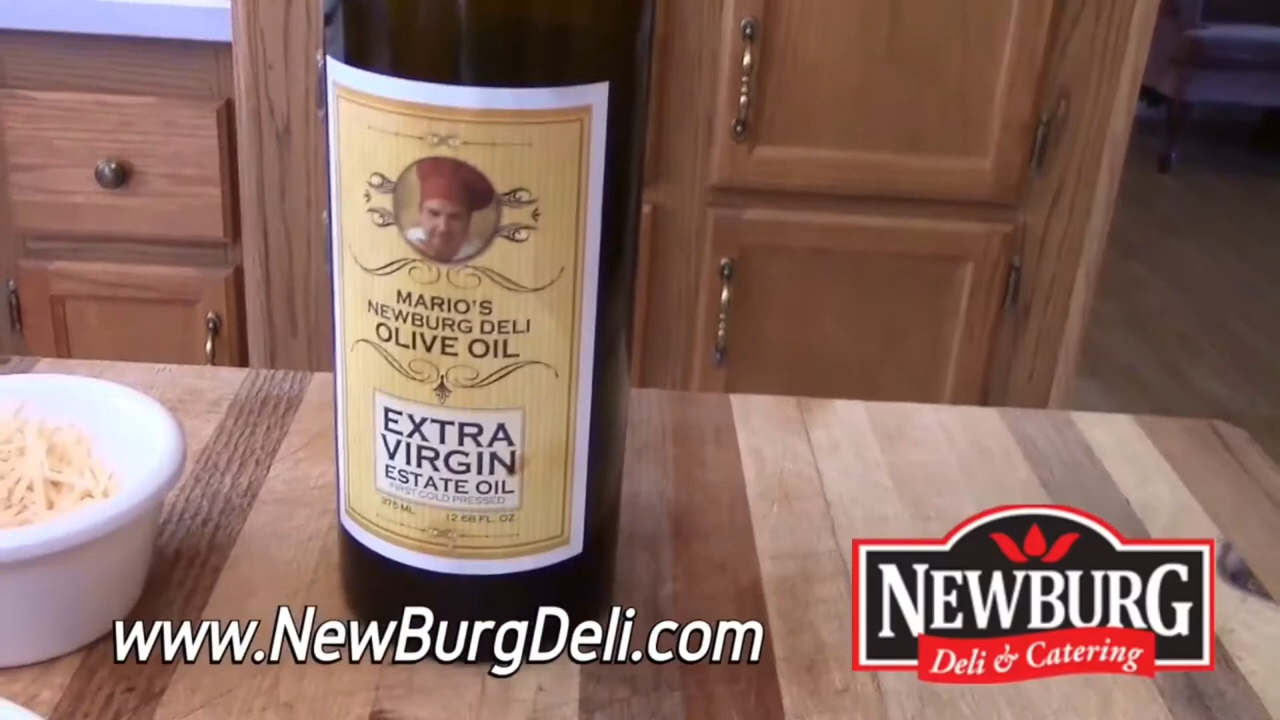 MARIO'S
NEWBURG DELI
OLIVE OIL
EXTRA
VIRGIN
ESTATE OIL
FIRST COLD PRESSED
375 ML 12.68 FL. OZ
www.NewBurgDeli.com
NEWBURG
Deli & Catering